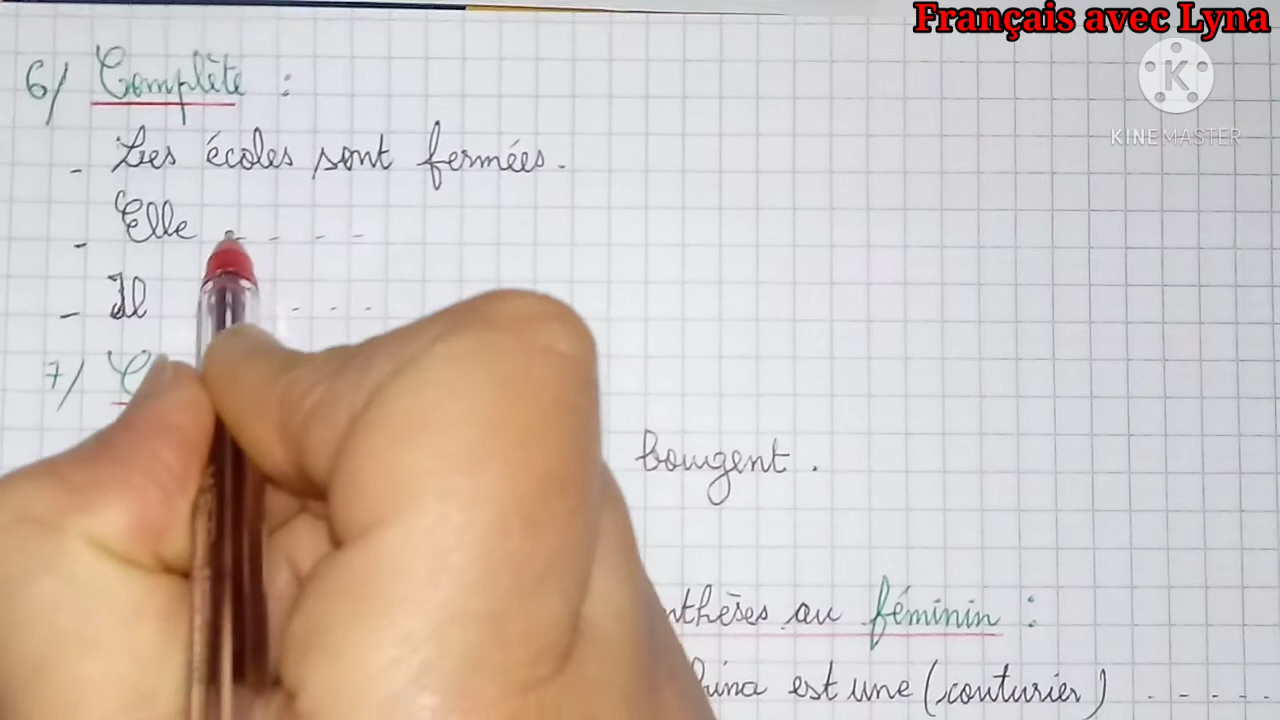 Français avec Lyna
KINEMASTER
6/ Complète :
- Les écoles sont fermées.
- Elle - - - -
- Il - - -
7/
bougent.
au féminin :
est une (couturier) - - - - -